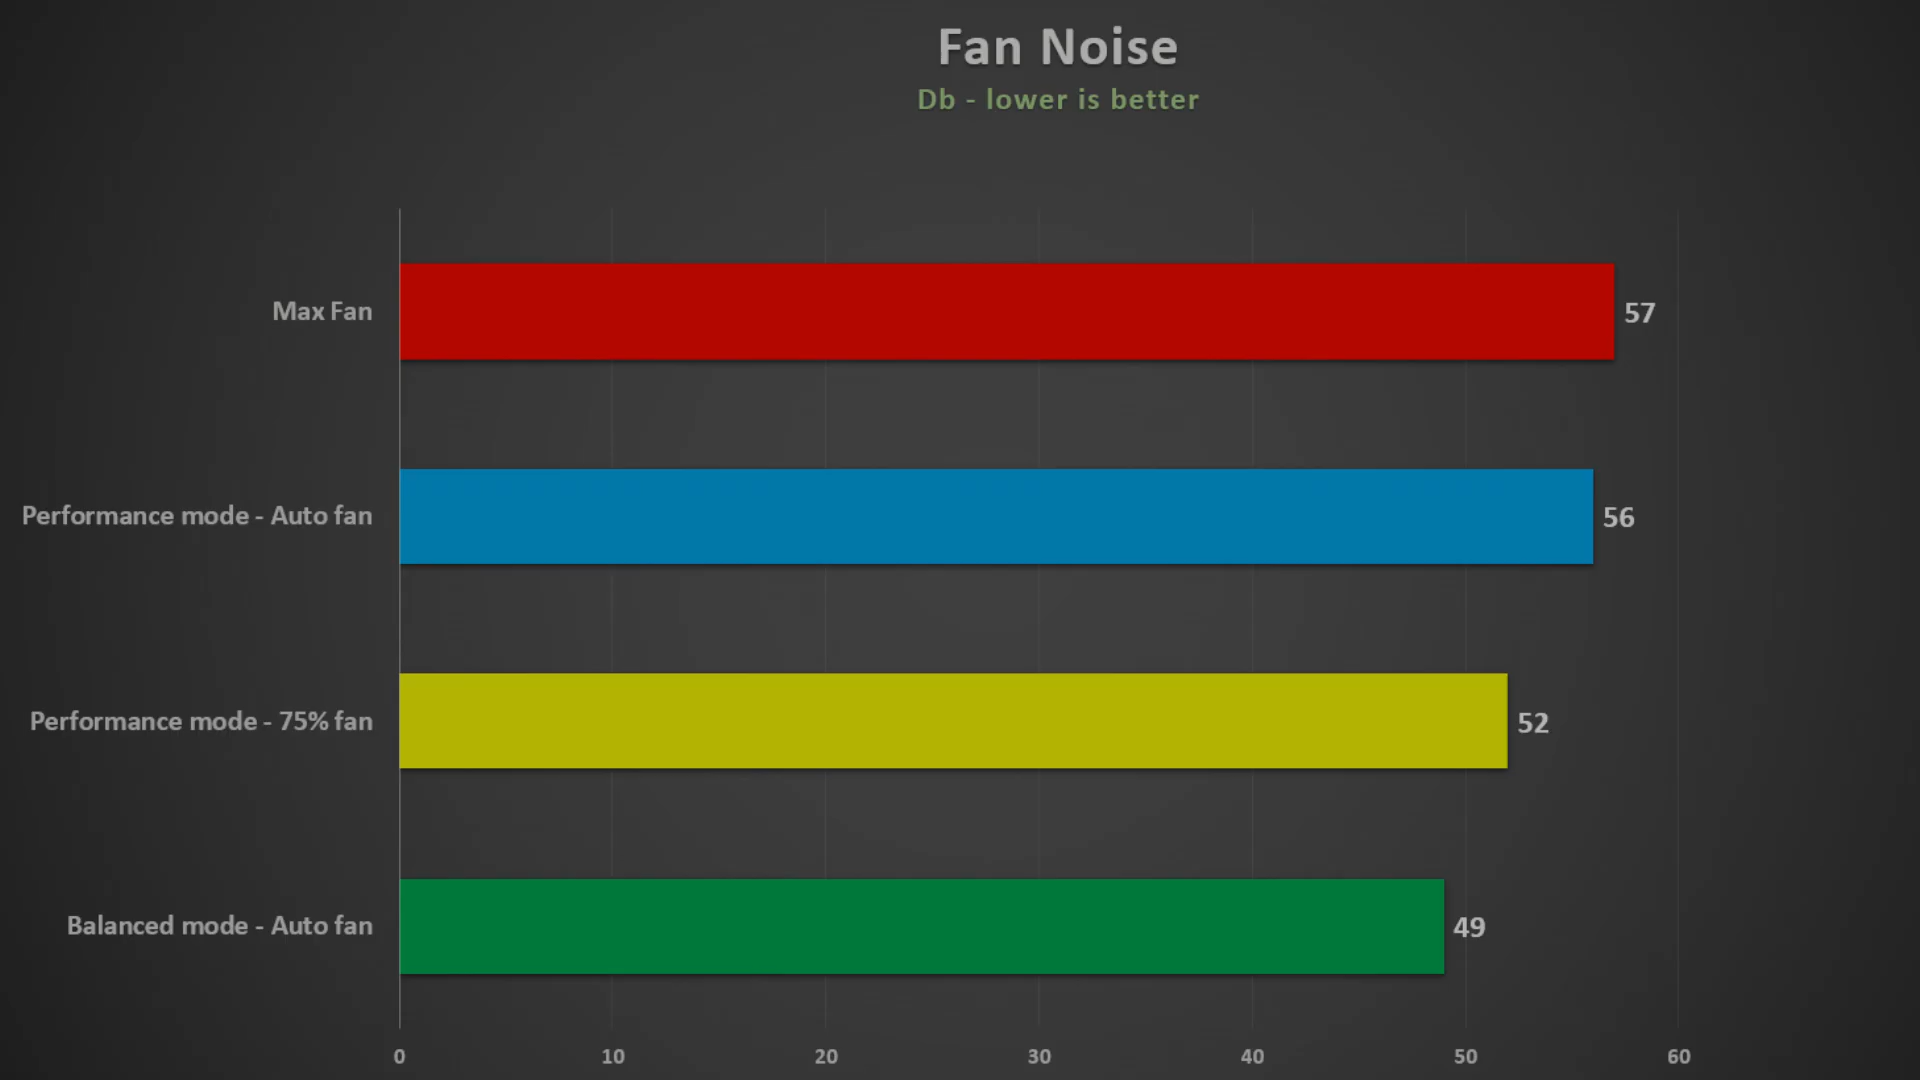 Fan Noise
Db - lower is better
Max Fan
57
Performance mode - Auto fan
56
Performance mode - 75% fan
52
Balanced mode - Auto fan
49
0 10 20 30 40 50 60